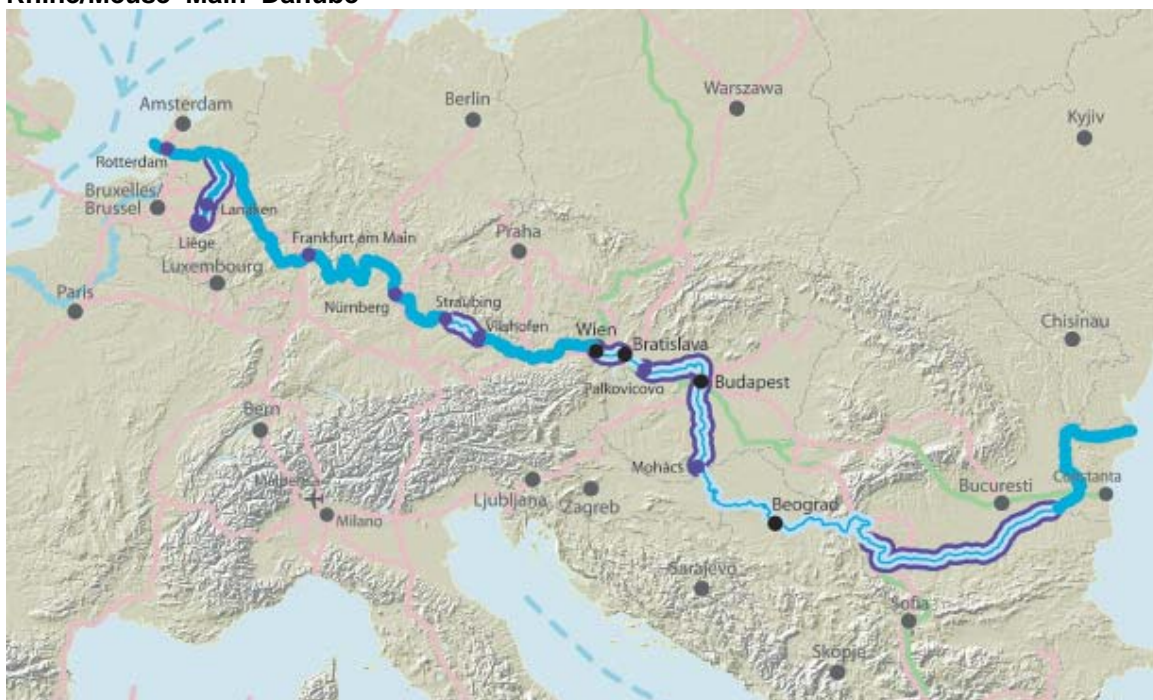 Rhine/Meuse-Main-Danube
Amsterdam
Berlin
Warszawa
Kyjiv
Rotterdam
Bruxelles/
Brussel
Lanaken
Liège
Luxembourg
Frankfurt am Main
Praha
Paris
Nürnberg
Straubing
Vilshofen
Wien
Bratislava
Chisinau
Palkovicovo
Budapest
Bern
Mohács
Malpensa
Milano
Ljubljana
Zagreb
Beograd
Bucuresti
Constanta
Sarajevo
Sofia
Skopje